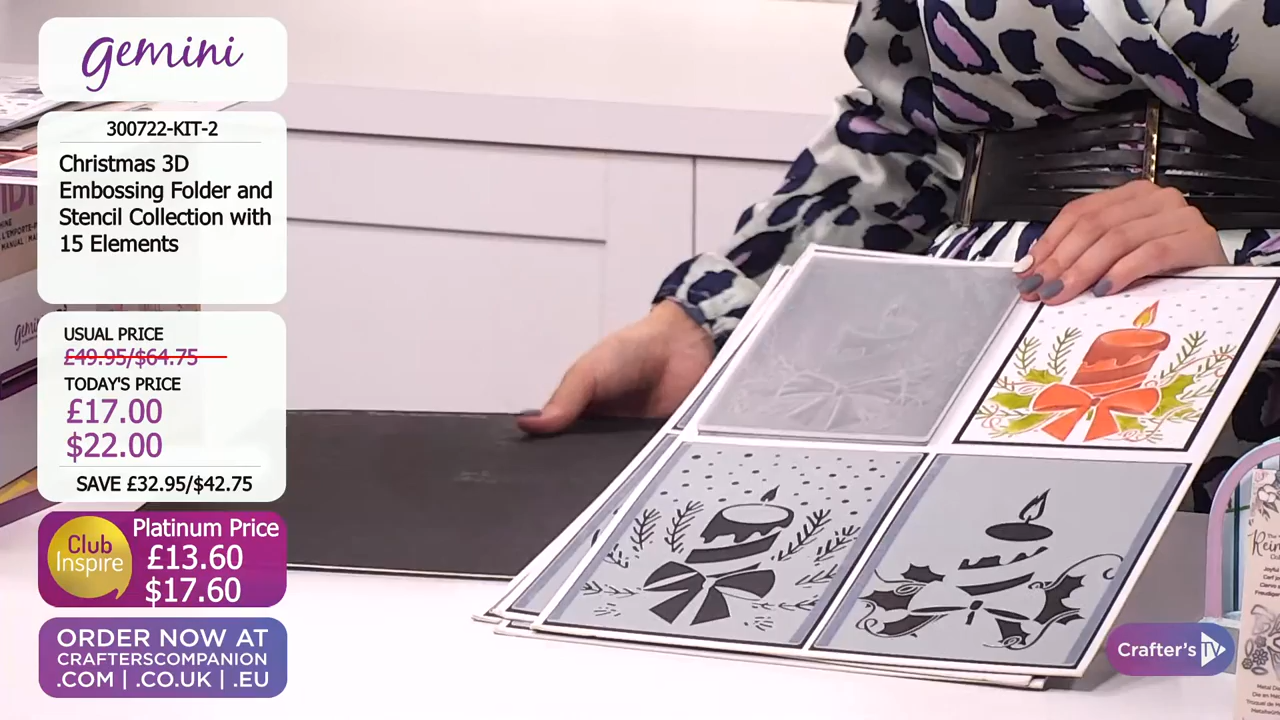 gemini
300722-KIT-2
Christmas 3D
Embossing Folder and
Stencil Collection with
15 Elements
USUAL PRICE
£49.95/$64.75
TODAY'S PRICE
£17.00
$22.00
SAVE £32.95/$42.75
Club
Inspire
Platinum Price
£13.60
$17.60
ORDER NOW AT
CRAFTERSCOMPANION
.COM | .CO.UK | .EU
gemini
Crafter's TV